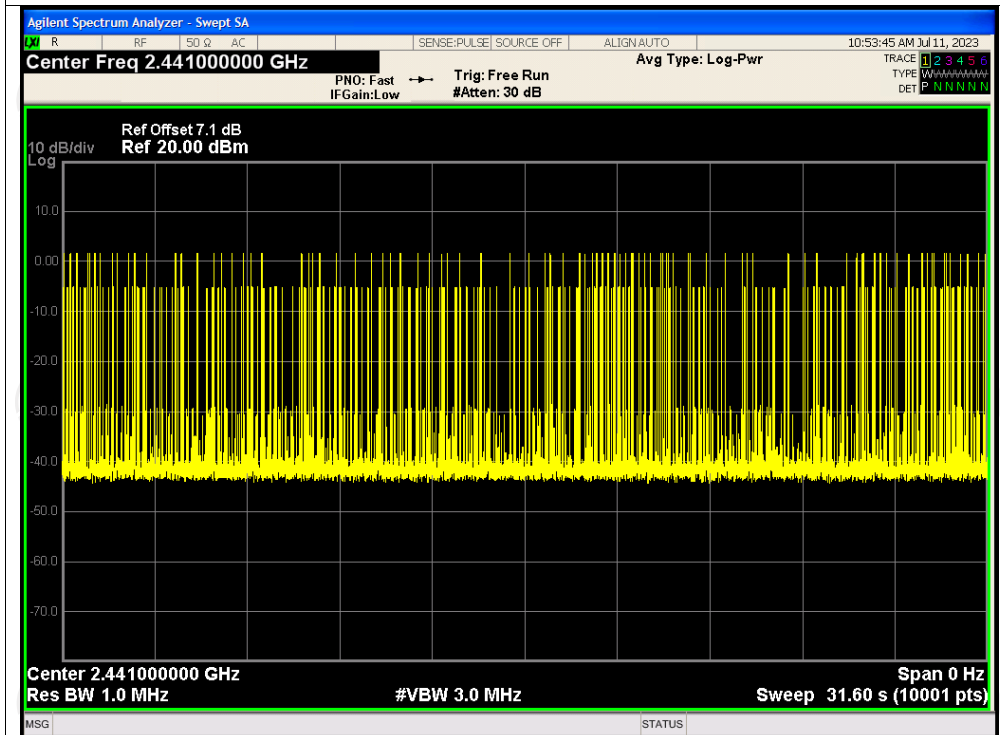 Agilent Spectrum Analyzer - Swept SA
LXI R RF 50 Ω AC SENSE:PULSE SOURCE OFF ALIGN AUTO 10:53:45 AM Jul 11, 2023
Center Freq 2.441000000 GHz Avg Type: Log-Pwr TRACE 1 2 3 4 5 6
PNO: Fast Trig: Free Run TYPE W
IFGain:Low #Atten: 30 dB DET P N N N N N
Ref Offset 7.1 dB
10 dB/div Ref 20.00 dBm
Log
10.0
0.00
-10.0
-20.0
-30.0
-40.0
-50.0
-60.0
-70.0
Center 2.441000000 GHz Span 0 Hz
Res BW 1.0 MHz #VBW 3.0 MHz Sweep 31.60 s (10001 pts)
MSG STATUS